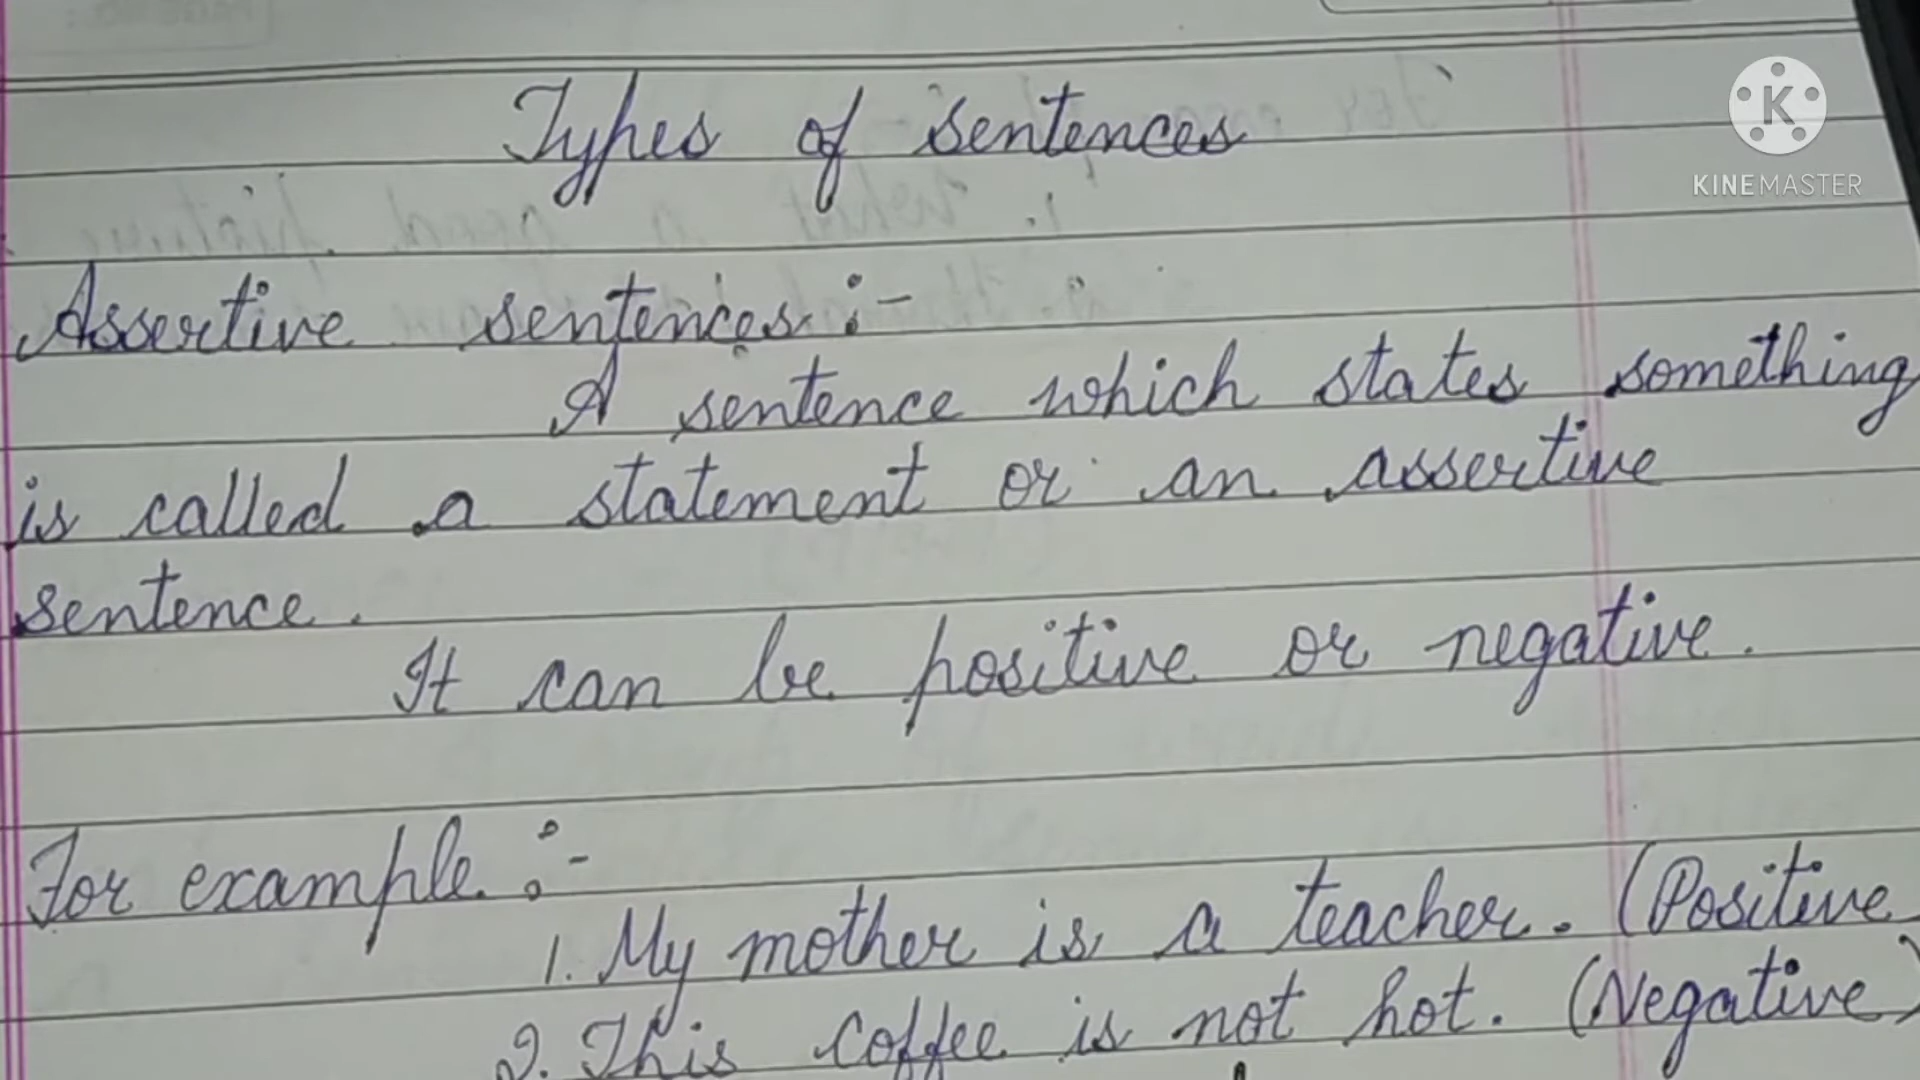 Types of sentences
KINEMASTER
Assertive sentences :-
A sentence which states something
is called a statement or an assertive
sentence.
It can be positive or negative.
For example :-
1. My mother is a teacher. (Positive
2. This coffee is not hot. (Negative)